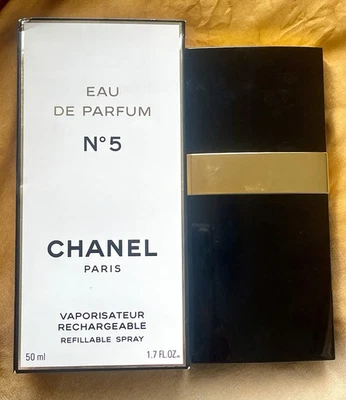 EAU
DE PARFUM
N°5
CHANEL
PARIS
VAPORISATEUR
RECHARGEABLE
REFILLABLE SPRAY
50 ml 1.7 FL.OZ.